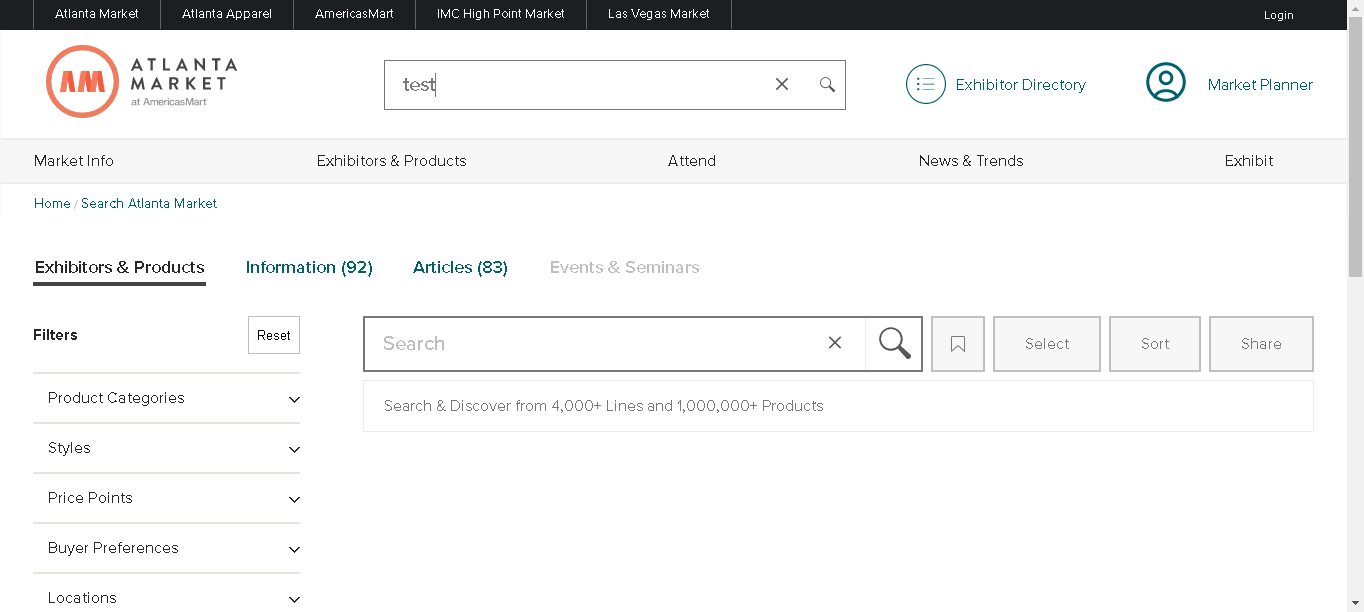 Atlanta Market Atlanta Apparel AmericasMart IMC High Point Market Las Vegas Market Login
ATLANTA
MARKET
at AmericasMart
AM
test
Exhibitor Directory
Market Planner
Market Info Exhibitors & Products Attend News & Trends Exhibit
Home / Search Atlanta Market
Exhibitors & Products Information (92) Articles (83) Events & Seminars
Filters Reset
Search Select Sort Share
Product Categories
Search & Discover from 4,000+ Lines and 1,000,000+ Products
Styles
Price Points
Buyer Preferences
Locations